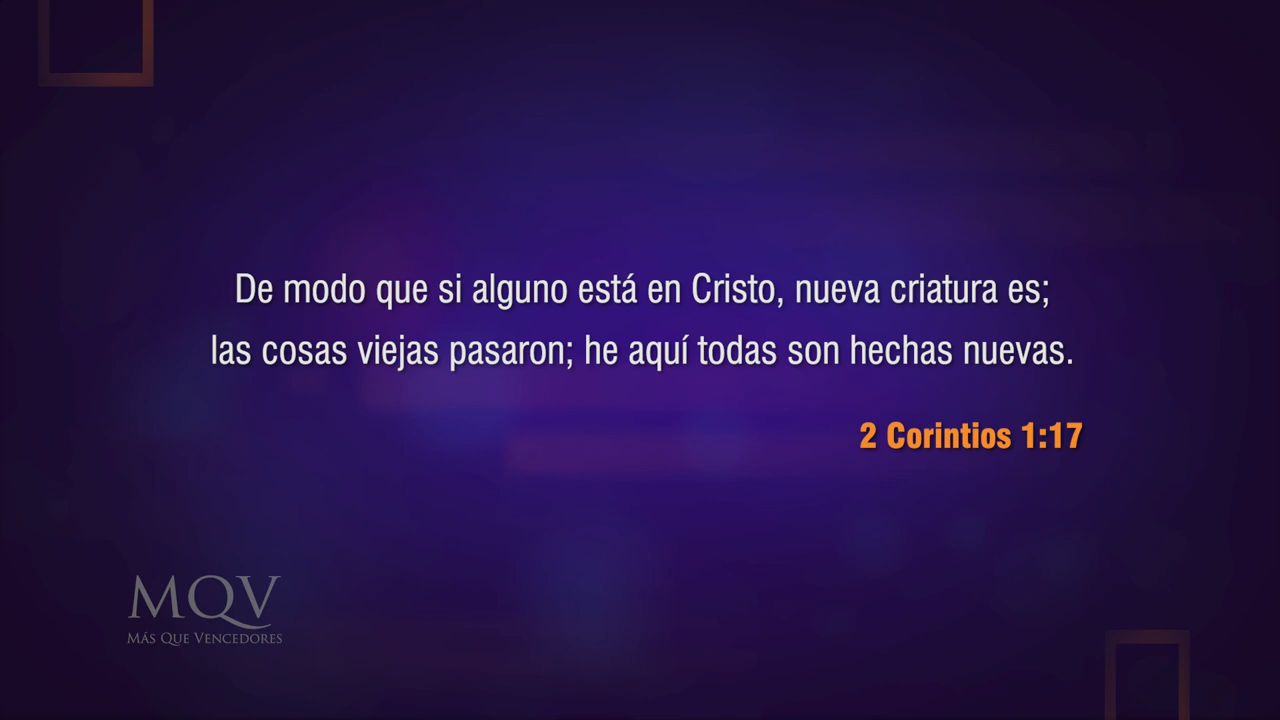 De modo que si alguno está en Cristo, nueva criatura es;
las cosas viejas pasaron; he aquí todas son hechas nuevas.
2 Corintios 1:17
MQV
MÁS QUE VENCEDORES